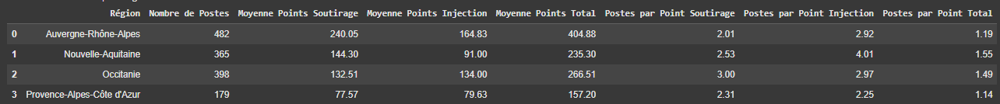 Région Nombre de Postes Moyenne Points Soutirage Moyenne Points Injection Moyenne Points Total Postes par Point Soutirage Postes par Point Injection Postes par Point Total
0 Auvergne-Rhône-Alpes 482 240.05 164.83 404.88 2.01 2.92 1.19
1 Nouvelle-Aquitaine 365 144.30 91.00 235.30 2.53 4.01 1.55
2 Occitanie 398 132.51 134.00 266.51 3.00 2.97 1.49
3 Provence-Alpes-Côte d'Azur 179 77.57 79.63 157.20 2.31 2.25 1.14